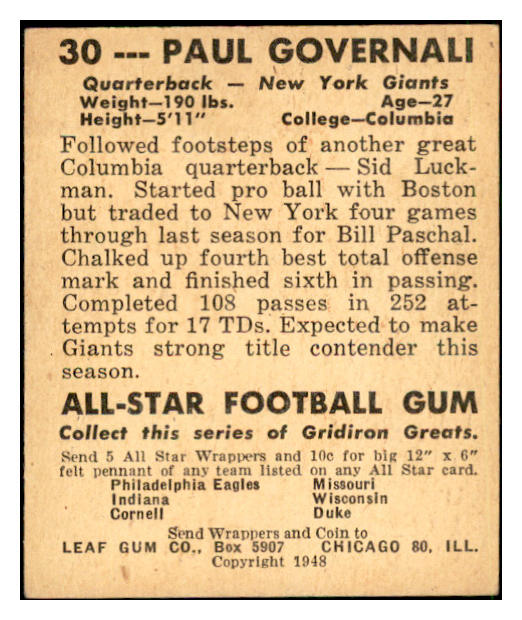 30 --- PAUL GOVERNALI
Quarterback — New York Giants
Weight—190 lbs. Age—27
Height—5'11" College—Columbia
Followed footsteps of another great
Columbia quarterback — Sid Luck-
man. Started pro ball with Boston
but traded to New York four games
through last season for Bill Paschal.
Chalked up fourth best total offense
mark and finished sixth in passing.
Completed 108 passes in 252 at-
tempts for 17 TDs. Expected to make
Giants strong title contender this
season.
ALL-STAR FOOTBALL GUM
Collect this series of Gridiron Greats.
Send 5 All Star Wrappers and 10c for big 12" x 6"
felt pennant of any team listed on any All Star card.
Philadelphia Eagles Missouri
Indiana Wisconsin
Cornell Duke
Send Wrappers and Coin to
LEAF GUM CO., Box 5907 CHICAGO 80, ILL.
Copyright 1948